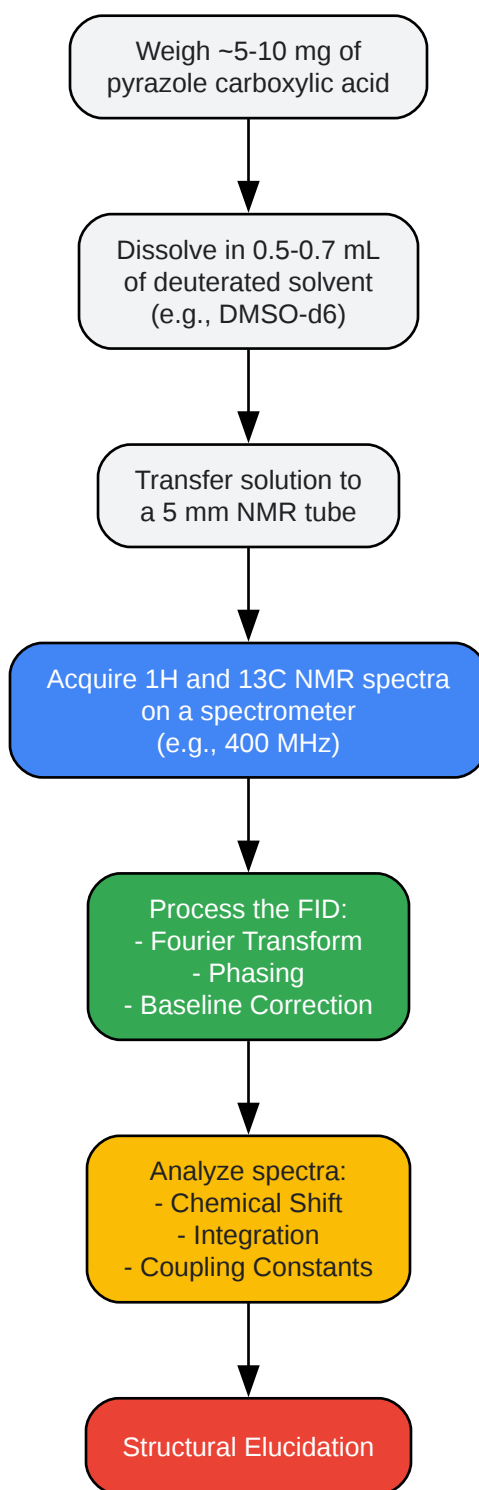 Weigh ~5-10 mg of
pyrazole carboxylic acid
Dissolve in 0.5-0.7 mL
of deuterated solvent
(e.g., DMSO-d6)
Transfer solution to
a 5 mm NMR tube
Acquire 1H and 13C NMR spectra
on a spectrometer
(e.g., 400 MHz)
Process the FID:
- Fourier Transform
- Phasing
- Baseline Correction
Analyze spectra:
- Chemical Shift
- Integration
- Coupling Constants
Structural Elucidation